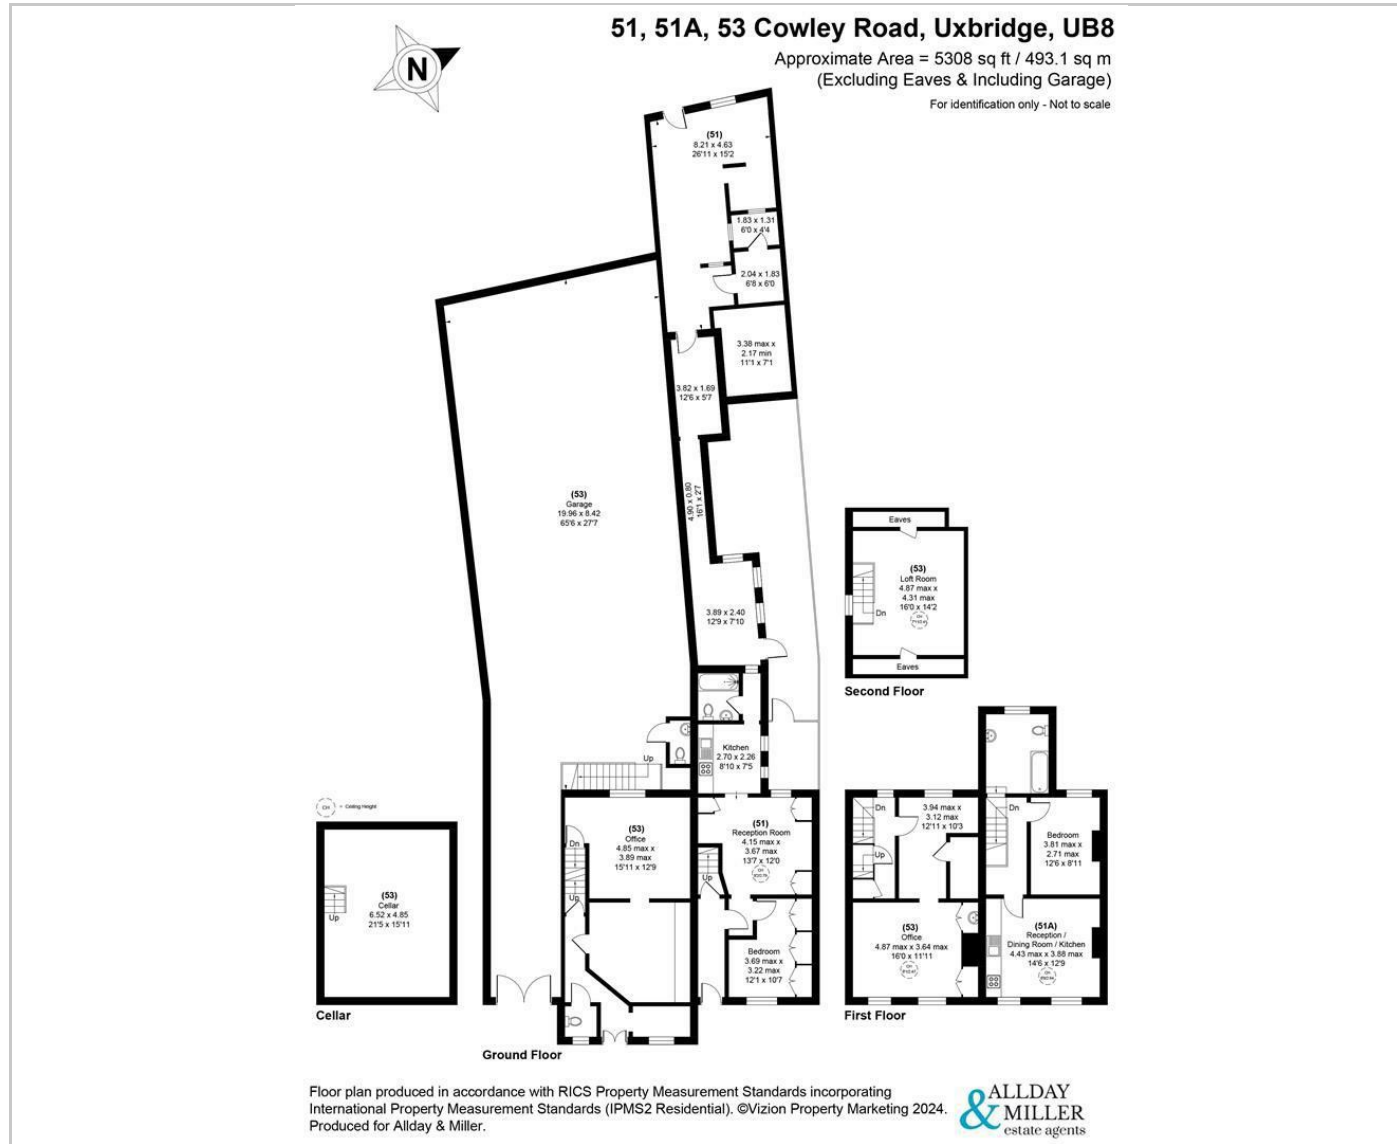 51, 51A, 53 Cowley Road, Uxbridge, UB8
Approximate Area = 5308 sq ft / 493.1 sq m
(Excluding Eaves & Including Garage)
For identification only - Not to scale
N
(51)
8.21 x 4.63
26'11 x 15'2
1.83 x 1.31
6'0 x 4'4
2.04 x 1.83
6'8 x 6'0
3.38 max x
2.17 min
11'1 x 7'1
3.82 x 1.69
12'6 x 5'7
4.90 x 0.80
16'1 x 2'7
(53)
Garage
19.96 x 8.42
65'6 x 27'7
3.89 x 2.40
12'9 x 7'10
Kitchen
2.70 x 2.26
8'10 x 7'5
Up
(53)
Office
4.85 max x
3.89 max
15'11 x 12'9
Dn
Up
(51)
Reception Room
4.15 max x
3.67 max
13'7 x 12'0
CH
Up
Bedroom
3.69 max x
3.22 max
12'1 x 10'7
Ground Floor
CH = Ceiling Height
(53)
Cellar
6.52 x 4.85
21'5 x 15'11
Up
Cellar
Eaves
(53)
Loft Room
4.87 max x
4.31 max
16'0 x 14'2
CH
Dn
Eaves
Second Floor
Dn
Up
3.94 max x
3.12 max
12'11 x 10'3
(53)
Office
4.87 max x 3.64 max
16'0 x 11'11
CH
Dn
Bedroom
3.81 max x
2.71 max
12'6 x 8'11
(51A)
Reception /
Dining Room / Kitchen
4.43 max x 3.88 max
14'6 x 12'9
CH
First Floor
Floor plan produced in accordance with RICS Property Measurement Standards incorporating
International Property Measurement Standards (IPMS2 Residential). ©Vizion Property Marketing 2024.
Produced for Allday & Miller.
ALLDAY
& MILLER
estate agents